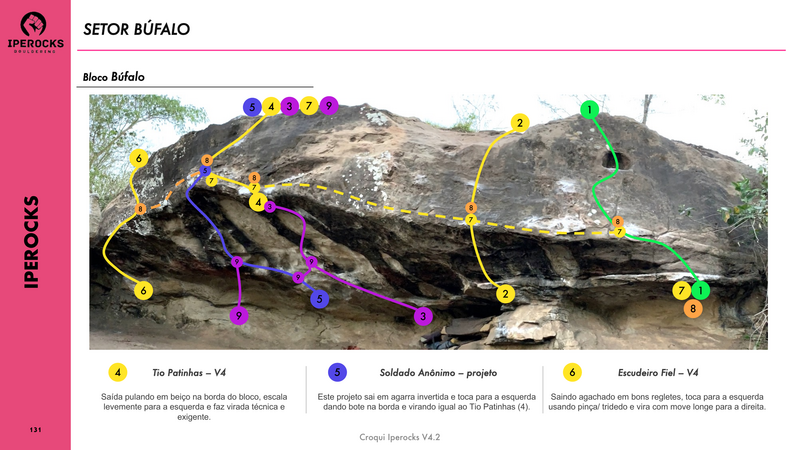 IPEROCKS
BOULDERING
SETOR BÚFALO
Bloco Búfalo
5 4 3 7 9
1
2
6
8
5
7
8
7
4
3
8
8
7
8
7
9
9
9
6
5
9
3
2
7 1
8
IPEROCKS
4 Tio Patinhas – V4
Saída pulando em beiço na borda do bloco, escala
levemente para a esquerda e faz virada técnica e
exigente.
5 Soldado Anônimo – projeto
Este projeto sai em agarra invertida e toca para a esquerda
dando bote na borda e virando igual ao Tio Patinhas (4).
6 Escudeiro Fiel – V4
Saindo agachado em bons regletes, toca para a esquerda
usando pinça/ tridedo e vira com move longe para a direita.
131
Croqui Iperocks V4.2